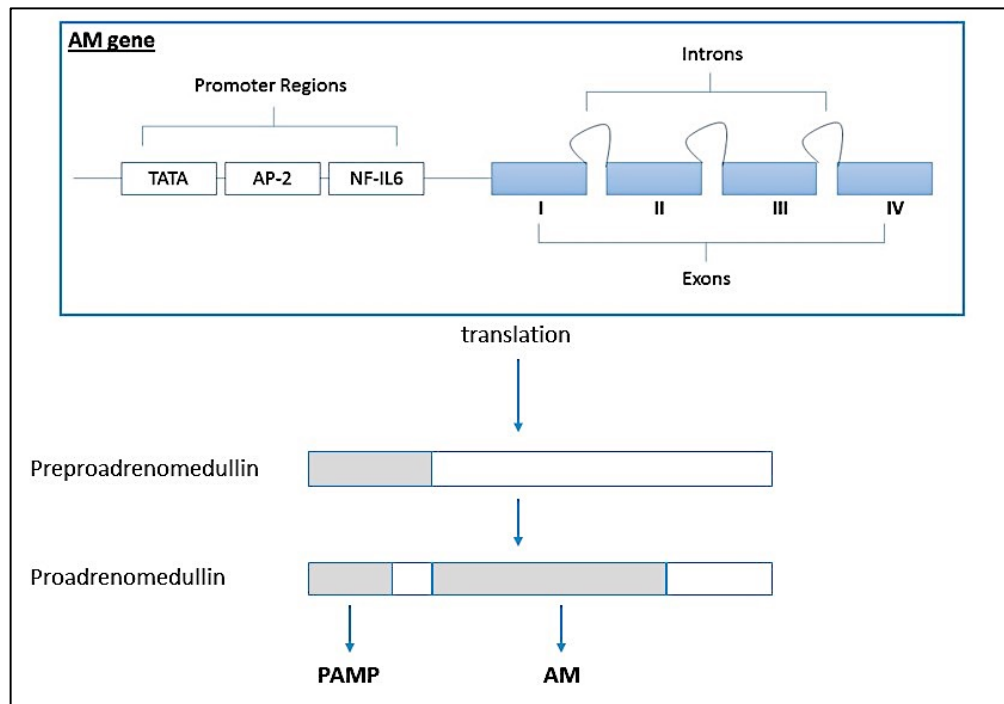 AM gene
Introns
Promoter Regions
TATA
AP-2
NF-IL6
I
II
III
IV
Exons
translation
Preproadrenomedullin
Proadrenomedullin
PAMP
AM